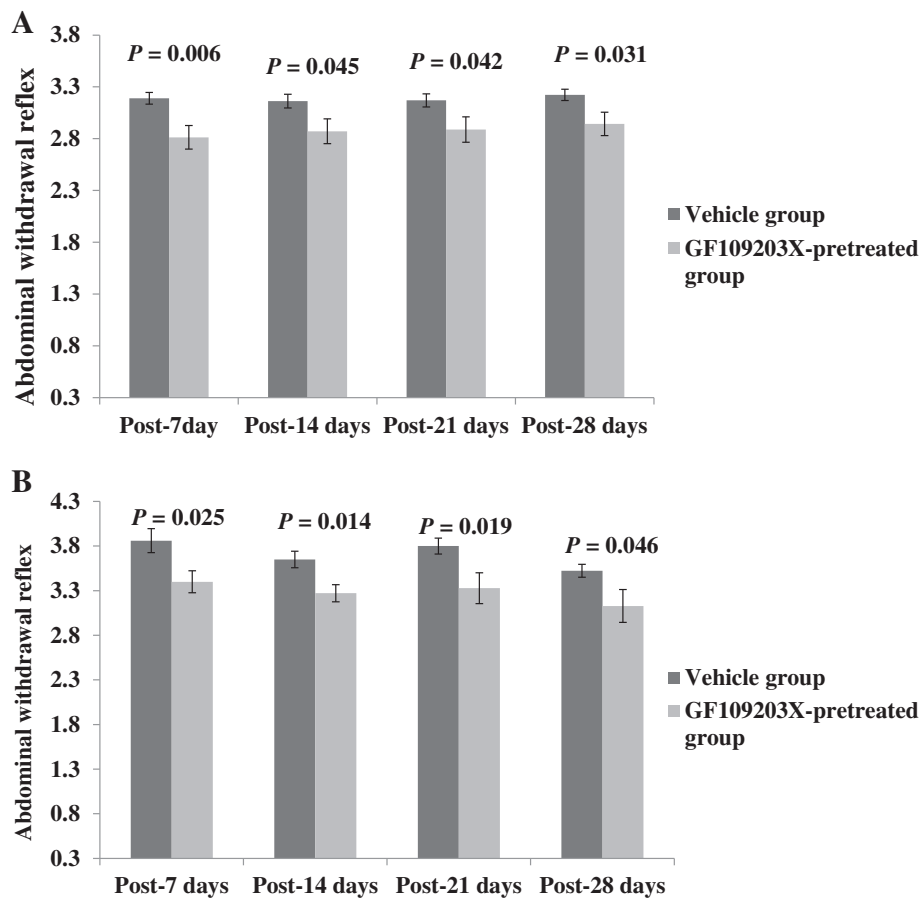 A
3.8
3.3
2.8
2.3
1.8
1.3
0.8
0.3
Abdominal withdrawal reflex
P = 0.006
P = 0.045
P = 0.042
P = 0.031
Post-7day
Post-14 days
Post-21 days
Post-28 days
Vehicle group
GF109203X-pretreated
group
B
4.3
3.8
3.3
2.8
2.3
1.8
1.3
0.8
0.3
Abdominal withdrawal reflex
P = 0.025
P = 0.014
P = 0.019
P = 0.046
Post-7 days
Post-14 days
Post-21 days
Post-28 days
Vehicle group
GF109203X-pretreated
group